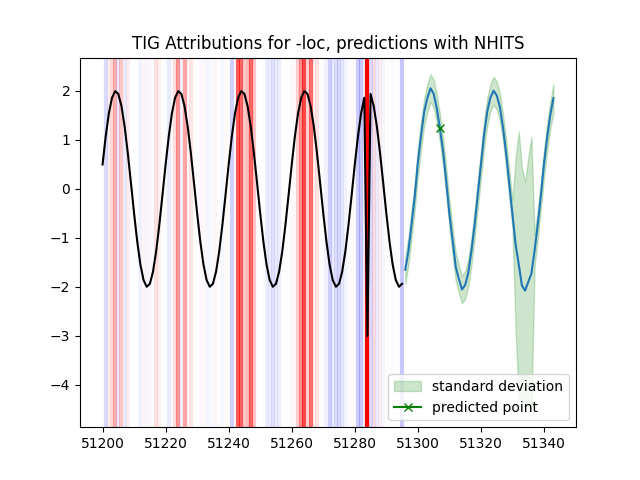 TIG Attributions for -loc, predictions with NHITS
2
1
0
−1
−2
−3
−4
standard deviation
predicted point
51200 51220 51240 51260 51280 51300 51320 51340